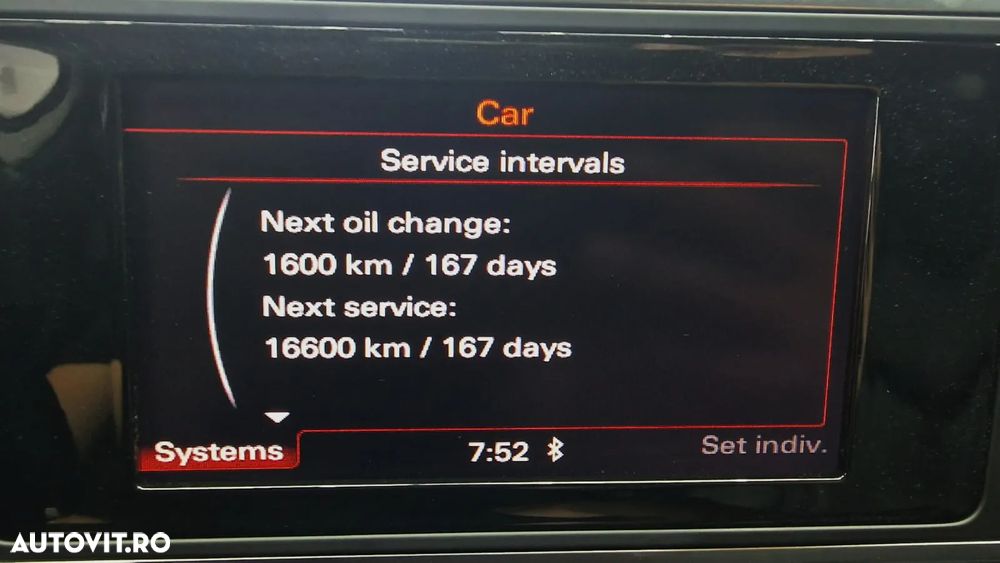 Car
Service intervals
Next oil change:
1600 km / 167 days
Next service:
16600 km / 167 days
Systems
7:52
Set indiv.
AUTOVIT.RO